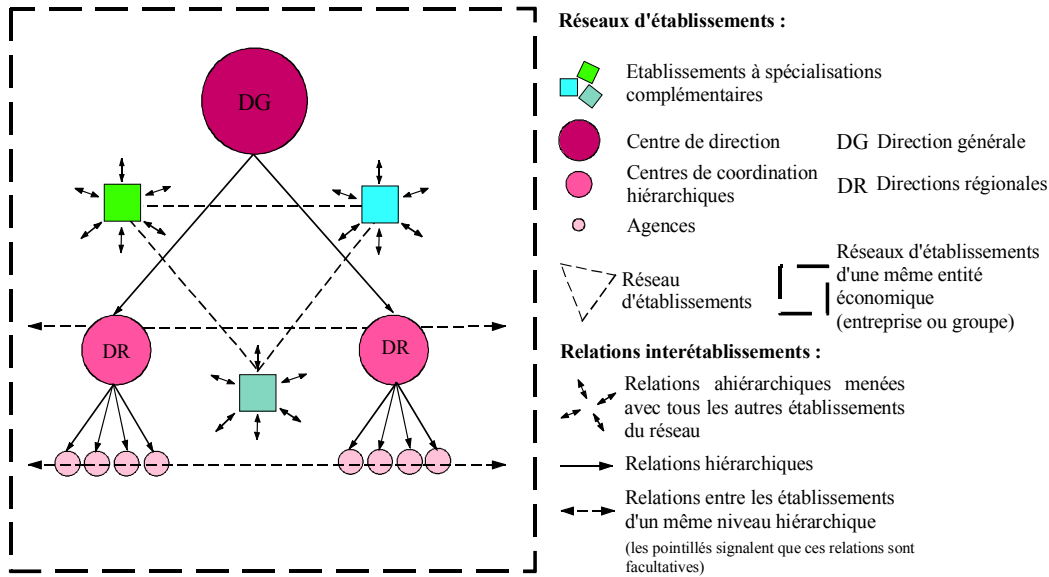 DG
DR
DR
Réseaux d'établissements :
Etablissements à spécialisations
complémentaires
Centre de direction
DG Direction générale
Centres de coordination
hiérarchiques
DR Directions régionales
Agences
Réseau
d'établissements
Réseaux d'établissements
d'une même entité
économique
(entreprise ou groupe)
Relations interétablissements :
Relations ahiérarchiques menées
avec tous les autres établissements
du réseau
Relations hiérarchiques
Relations entre les établissements
d'un même niveau hiérarchique
(les pointillés signalent que ces relations sont
facultatives)